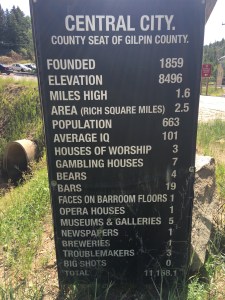 CENTRAL CITY.
COUNTY SEAT OF GILPIN COUNTY.
FOUNDED 1859
ELEVATION 8496
MILES HIGH 1.6
AREA (RICH SQUARE MILES) 2.5
POPULATION 663
AVERAGE IQ 101
HOUSES OF WORSHIP 3
GAMBLING HOUSES 7
BEARS 4
BARS 19
FACES ON BARROOM FLOORS 1
OPERA HOUSES 1
MUSEUMS & GALLERIES 5
NEWSPAPERS 1
BREWERIES 1
TROUBLEMAKERS 3
BIG SHOTS 0
TOTAL 11,168.1